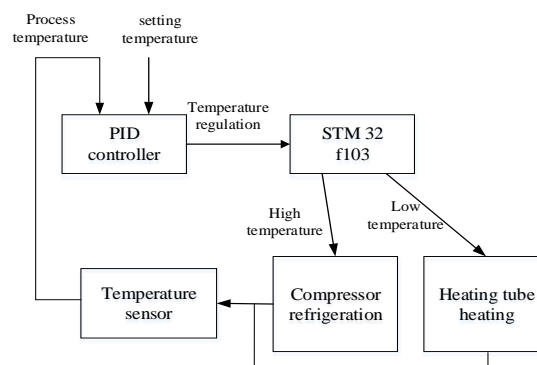 Process
temperature
setting
temperature
PID
controller
Temperature
regulation
STM 32
f103
High
temperature
Low
temperature
Temperature
sensor
Compressor
refrigeration
Heating tube
heating